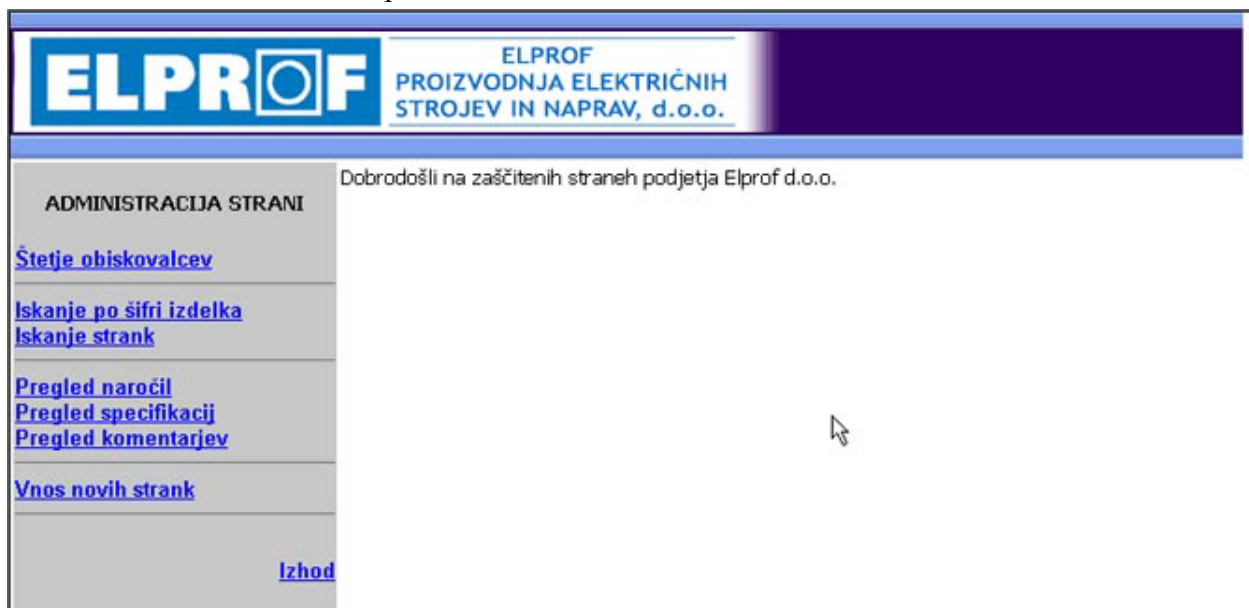 ELPROF
ELPROF
PROIZVODNJA ELEKTRIČNIH
STROJEV IN NAPRAV, d.o.o.
Dobrodošli na zaščitenih straneh podjetja Elprof d.o.o.
ADMINISTRACIJA STRANI
Štetje obiskovalcev
Iskanje po šifri izdelka
Iskanje strank
Pregled naročil
Pregled specifikacij
Pregled komentarjev
Vnos novih strank
Izhod